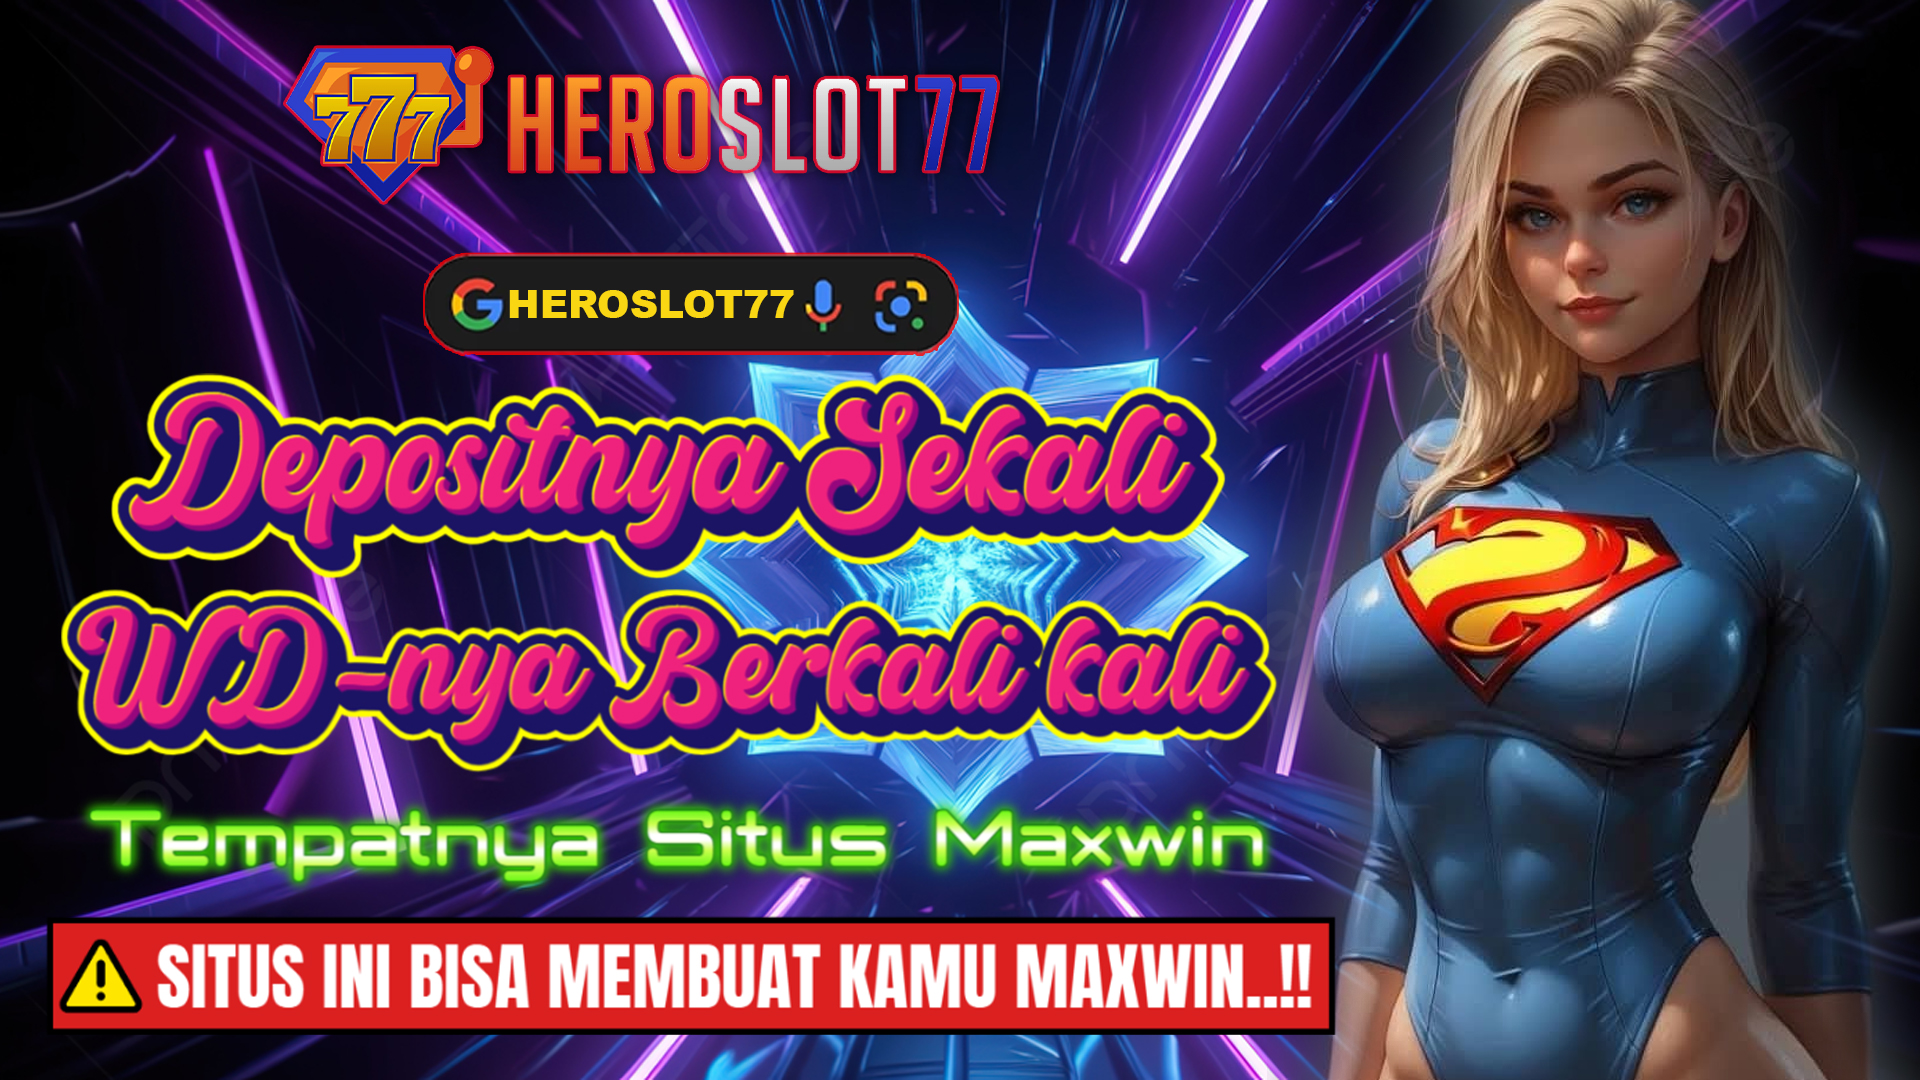 777 HEROSLOT77
HEROSLOT77
Depositnya Sekali
WD-nya Berkali kali
Tempatnya Situs Maxwin
SITUS INI BISA MEMBUAT KAMU MAXWIN..!!